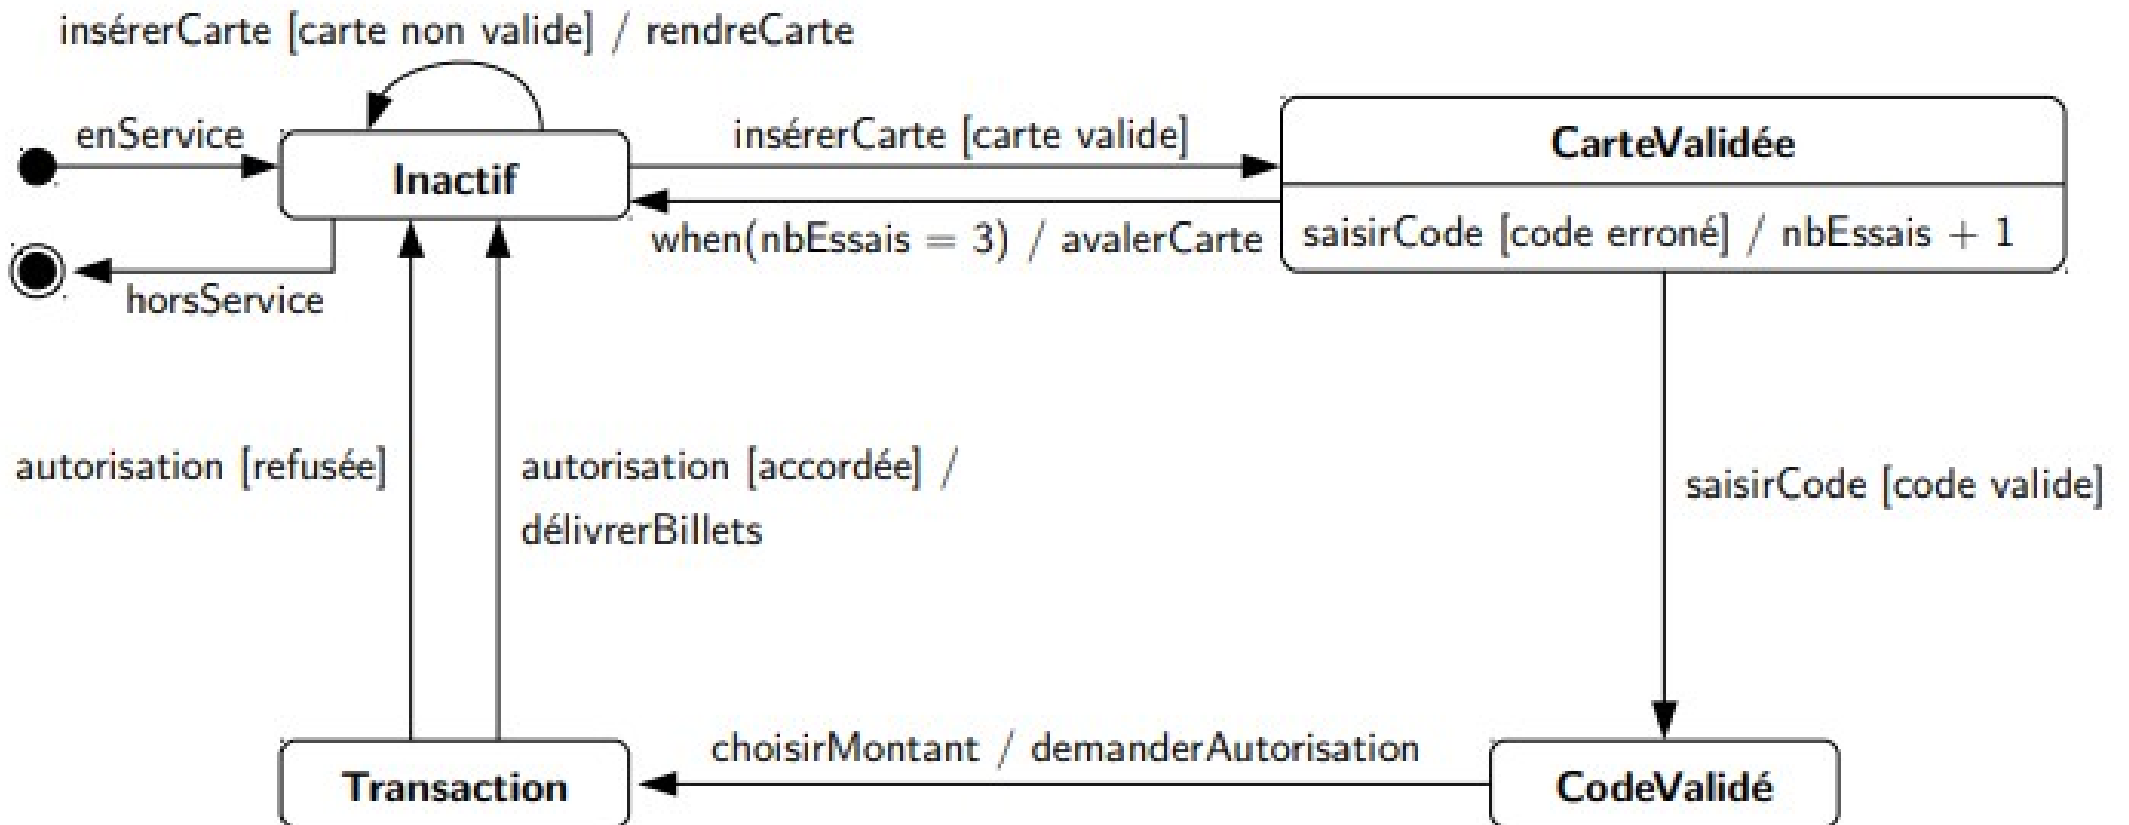 insérerCarte [carte non valide] / rendreCarte
enService
Inactif
insérerCarte [carte valide]
CarteValidée
when(nbEssais = 3) / avalerCarte
saisirCode [code erroné] / nbEssais + 1
horsService
autorisation [refusée]
autorisation [accordée] /
délivrerBillets
saisirCode [code valide]
choisirMontant / demanderAutorisation
Transaction
CodeValidé